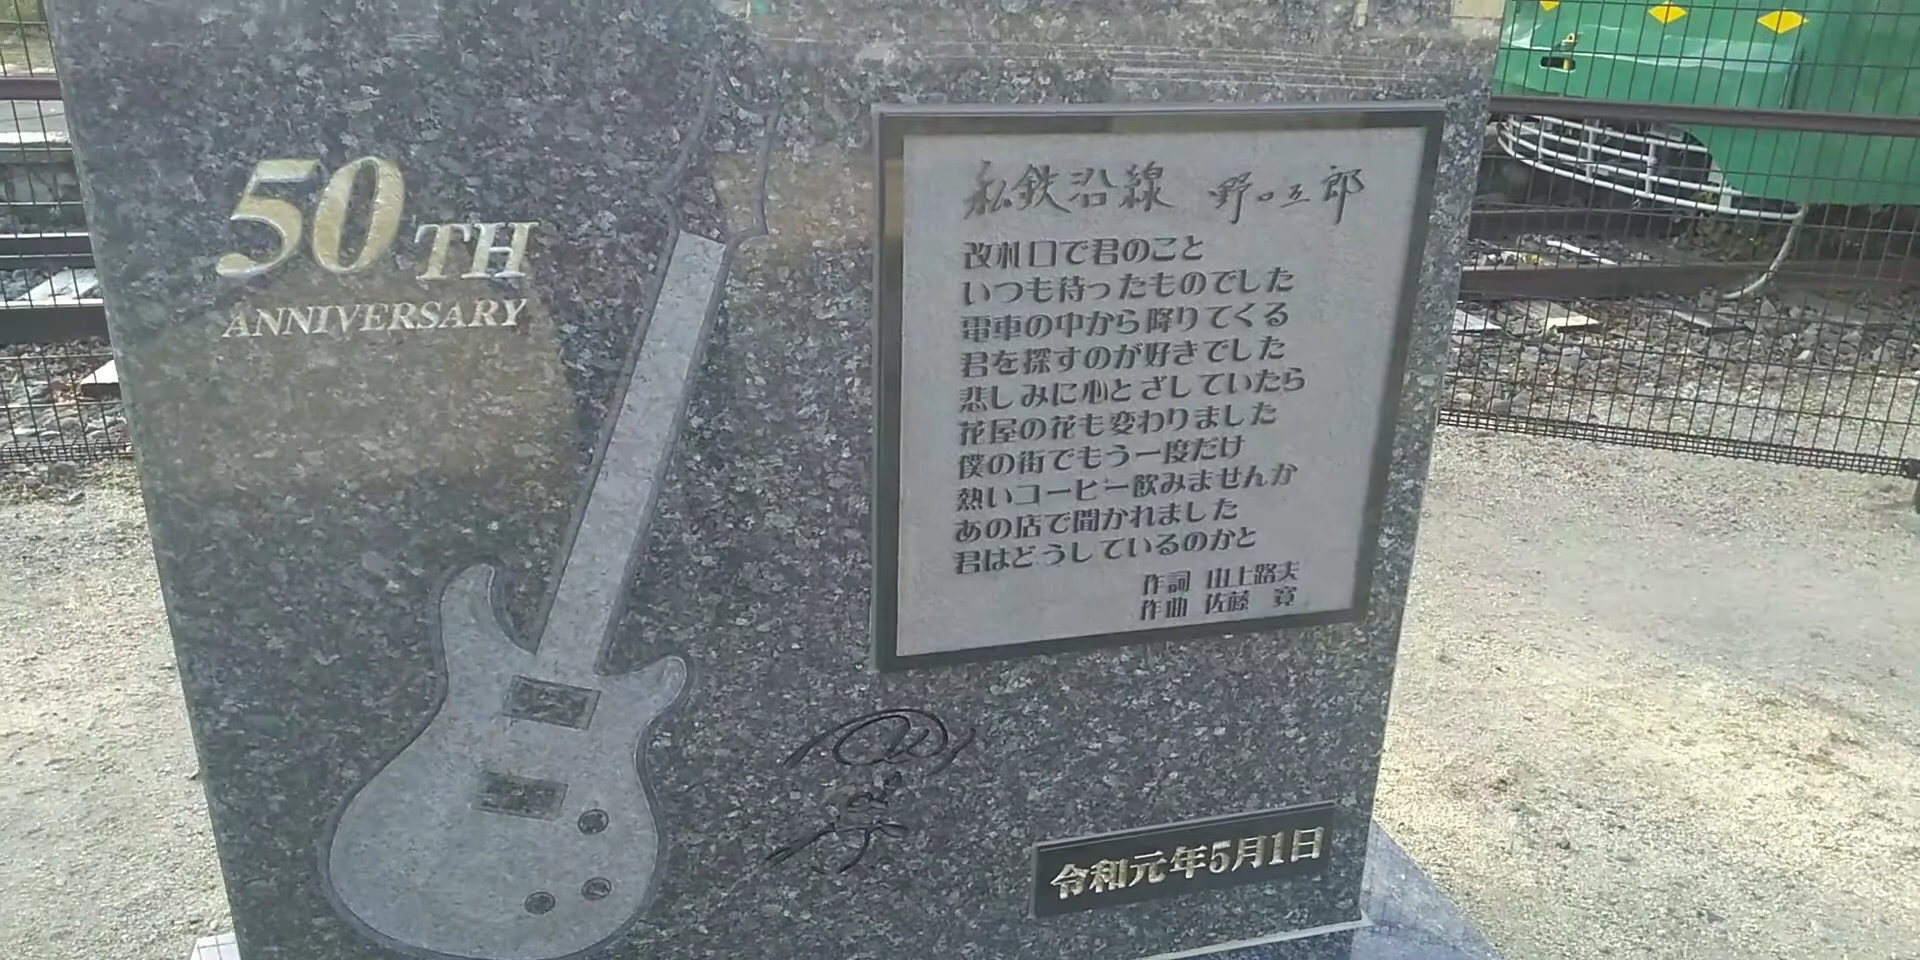 50TH
ANNIVERSARY
私鉄沿線 野口五郎
改札口で君のこと
いつも待ったものでした
電車の中から降りてくる
君を探すのが好きでした
悲しみに心とざしていたら
花屋の花も変わりました
僕の街でもう一度だけ
熱いコーヒー飲みませんか
あの店で聞かれました
君はどうしているのかと
作詞 山上路夫
作曲 佐藤 寛
令和元年5月1日